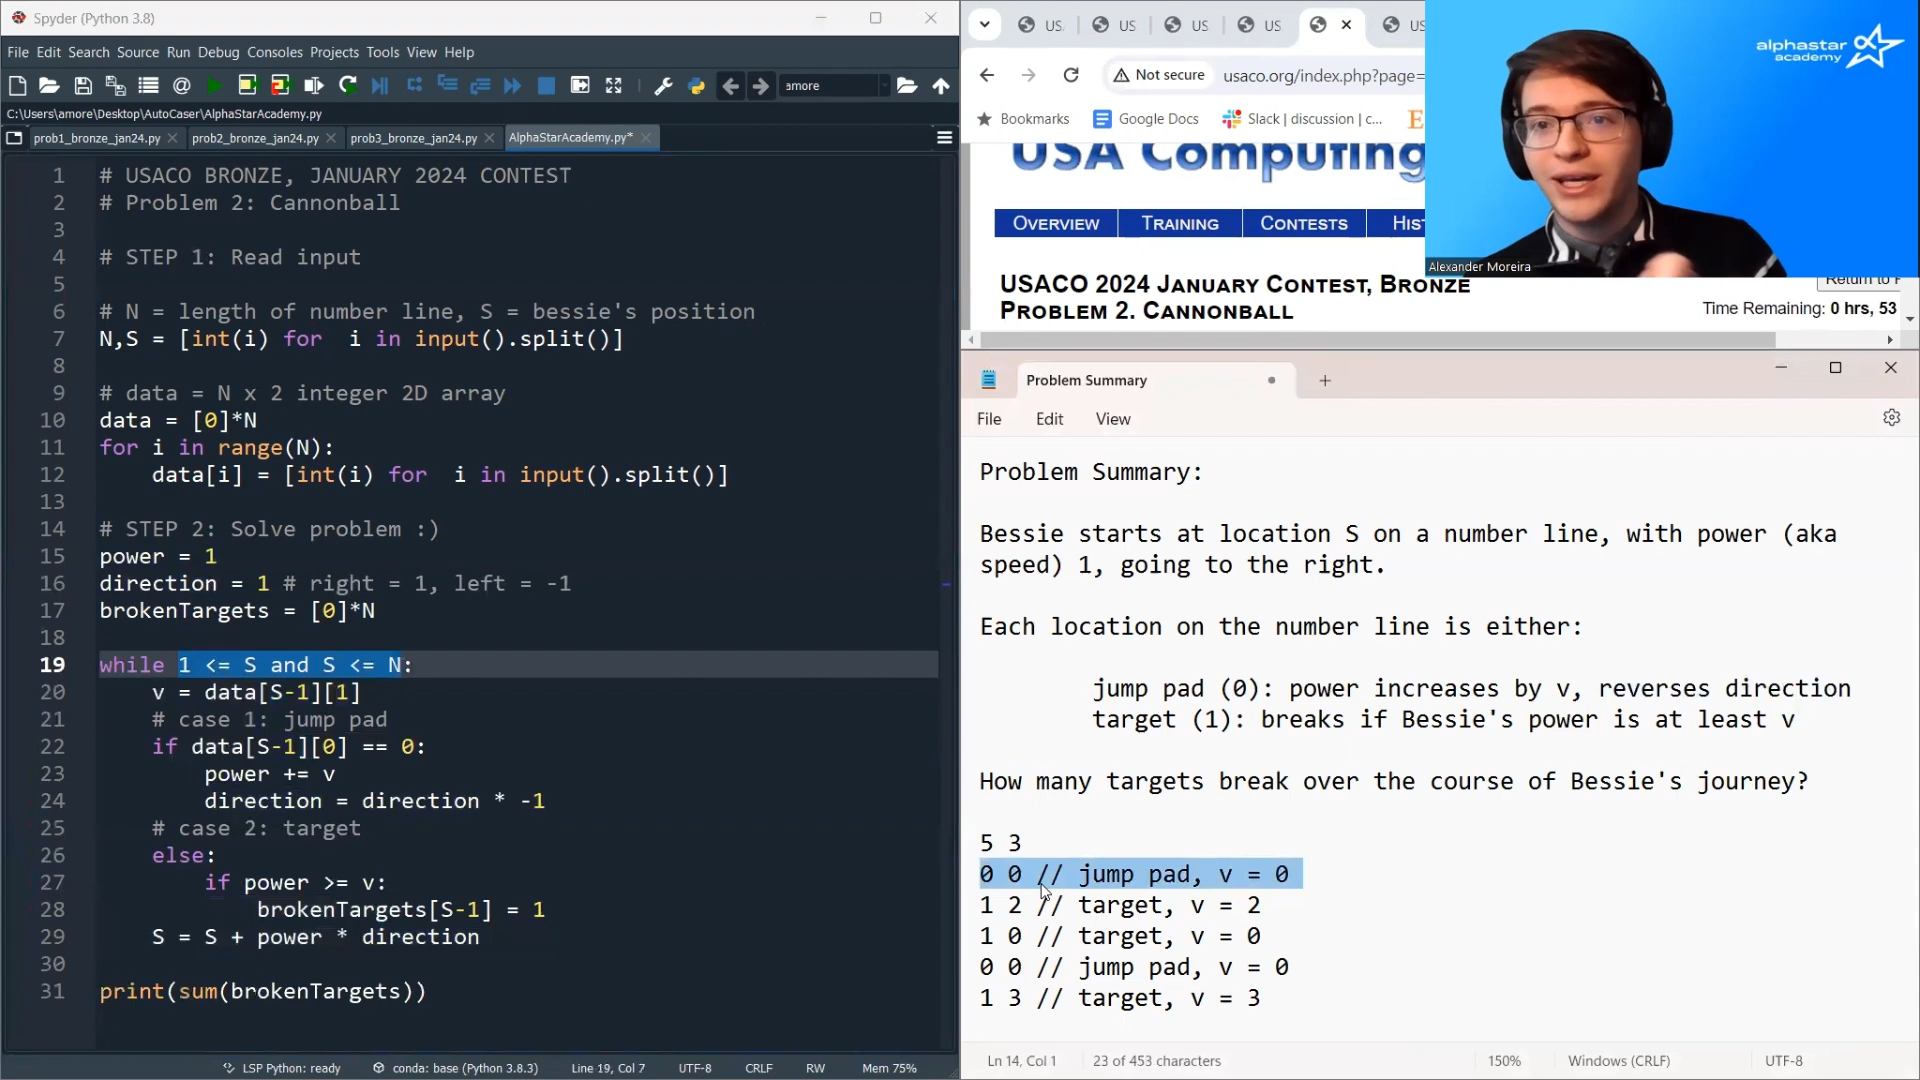 Spyder (Python 3.8)
File Edit Search Source Run Debug Consoles Projects Tools View Help
amore
C:\Users\amore\Desktop\AutoCaser\AlphaStarAcademy.py
prob1_bronze_jan24.py prob2_bronze_jan24.py prob3_bronze_jan24.py AlphaStarAcademy.py*
1 # USACO BRONZE, JANUARY 2024 CONTEST
2 # Problem 2: Cannonball
3
4 # STEP 1: Read input
5
6 # N = length of number line, S = bessie's position
7 N,S = [int(i) for  i in input().split()]
8
9 # data = N x 2 integer 2D array
10 data = [0]*N
11 for i in range(N):
12     data[i] = [int(i) for  i in input().split()]
13
14 # STEP 2: Solve problem :)
15 power = 1
16 direction = 1 # right = 1, left = -1
17 brokenTargets = [0]*N
18
19 while 1 <= S and S <= N:
20     v = data[S-1][1]
21     # case 1: jump pad
22     if data[S-1][0] == 0:
23         power += v
24         direction = direction * -1
25     # case 2: target
26     else:
27         if power >= v:
28             brokenTargets[S-1] = 1
29     S = S + power * direction
30
31 print(sum(brokenTargets))
LSP Python: ready conda: base (Python 3.8.3) Line 19, Col 7 UTF-8 CRLF RW Mem 75%
US US US US US
Not secure usaco.org/index.php?page=
Bookmarks Google Docs Slack | discussion | c...
USA Computing
OVERVIEW TRAINING CONTESTS HIS
USACO 2024 JANUARY CONTEST, BRONZE
PROBLEM 2. CANNONBALL
Return to
Time Remaining: 0 hrs, 53
alphastar
academy
Alexander Moreira
Problem Summary
File Edit View
Problem Summary:
Bessie starts at location S on a number line, with power (aka
speed) 1, going to the right.
Each location on the number line is either:
jump pad (0): power increases by v, reverses direction
target (1): breaks if Bessie's power is at least v
How many targets break over the course of Bessie's journey?
5 3
0 0 // jump pad, v = 0
1 2 // target, v = 2
1 0 // target, v = 0
0 0 // jump pad, v = 0
1 3 // target, v = 3
Ln 14, Col 1 23 of 453 characters 150% Windows (CRLF) UTF-8